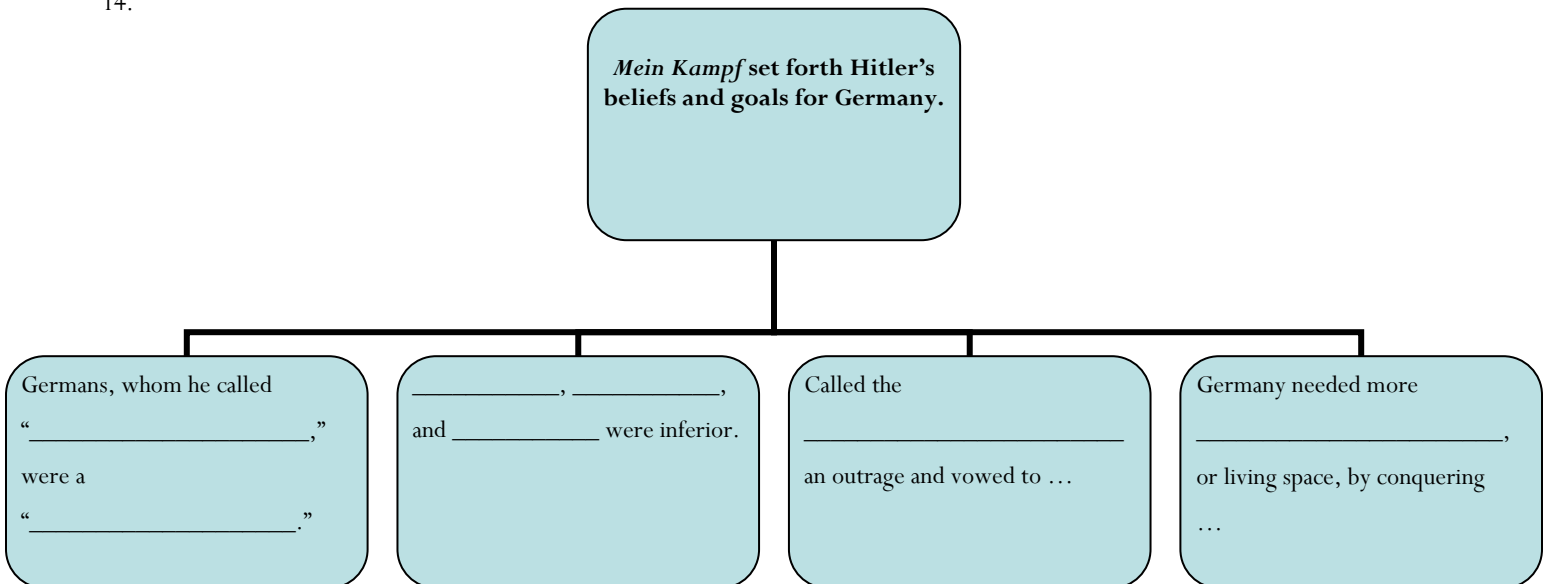 14.
Mein Kampf set forth Hitler’s
beliefs and goals for Germany.
Germans, whom he called
“_____________________,”
were a
“____________________.”
___________, ___________,
and ___________ were inferior.
Called the
________________________
an outrage and vowed to …
Germany needed more
_______________________,
or living space, by conquering
…